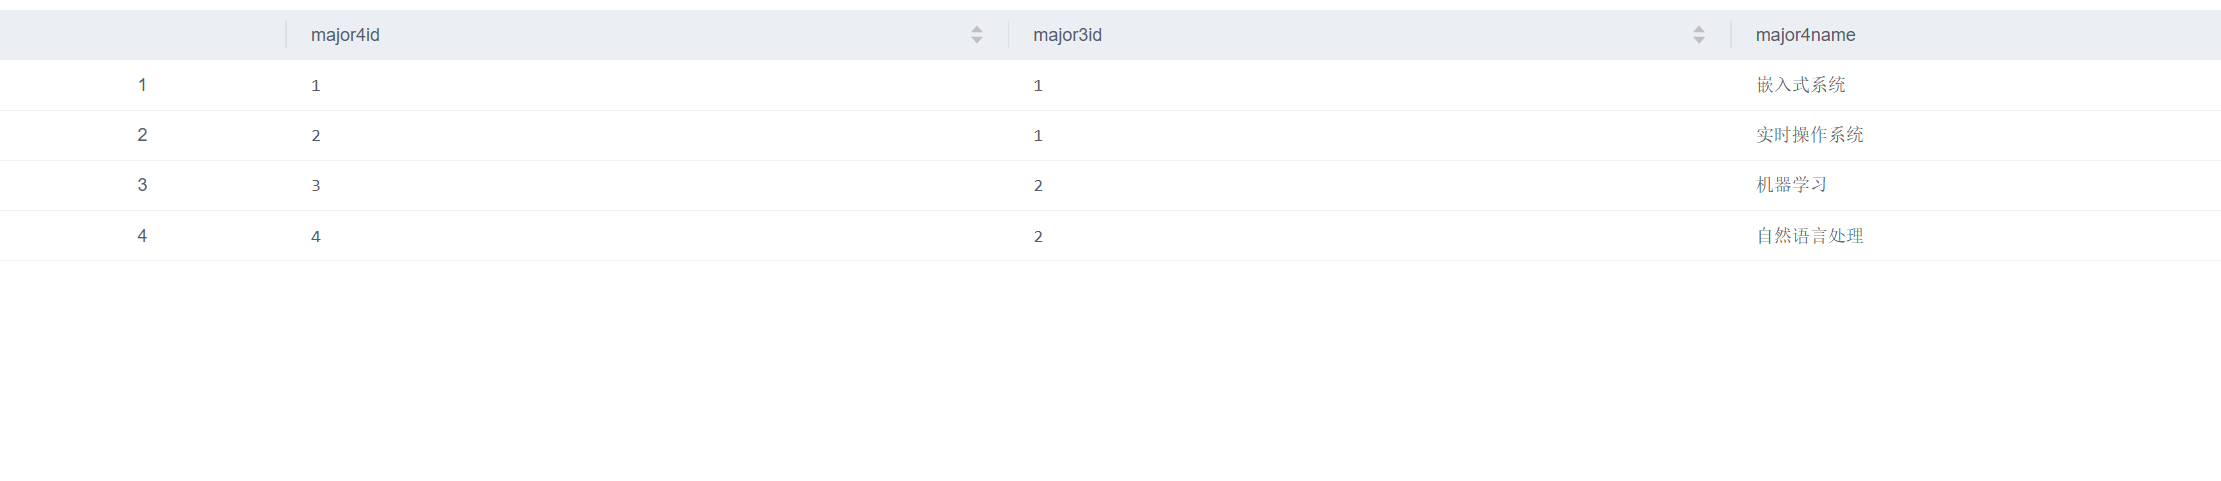 major4id major3id major4name
1 1 1 嵌入式系统
2 2 1 实时操作系统
3 3 2 机器学习
4 4 2 自然语言处理